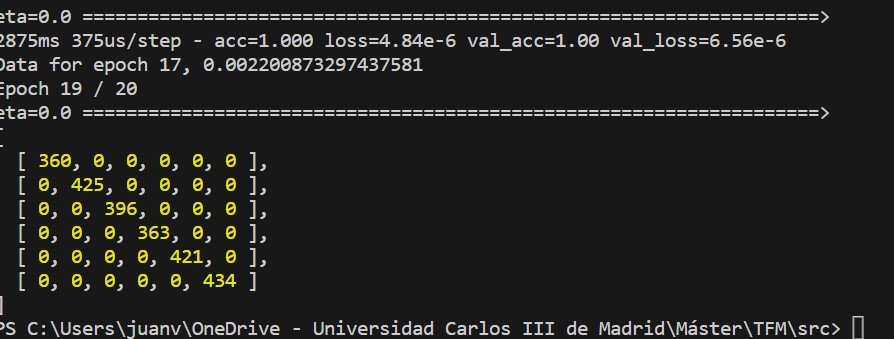 eta=0.0 ================================================================>
2875ms 375us/step - acc=1.000 loss=4.84e-6 val_acc=1.00 val_loss=6.56e-6
Data for epoch 17, 0.002200873297437581
Epoch 19 / 20
eta=0.0 ================================================================>
[
[ 360, 0, 0, 0, 0, 0 ],
[ 0, 425, 0, 0, 0, 0 ],
[ 0, 0, 396, 0, 0, 0 ],
[ 0, 0, 0, 363, 0, 0 ],
[ 0, 0, 0, 0, 421, 0 ],
[ 0, 0, 0, 0, 0, 434 ]
]
PS C:\Users\juanv\OneDrive - Universidad Carlos III de Madrid\Máster\TFM\src>